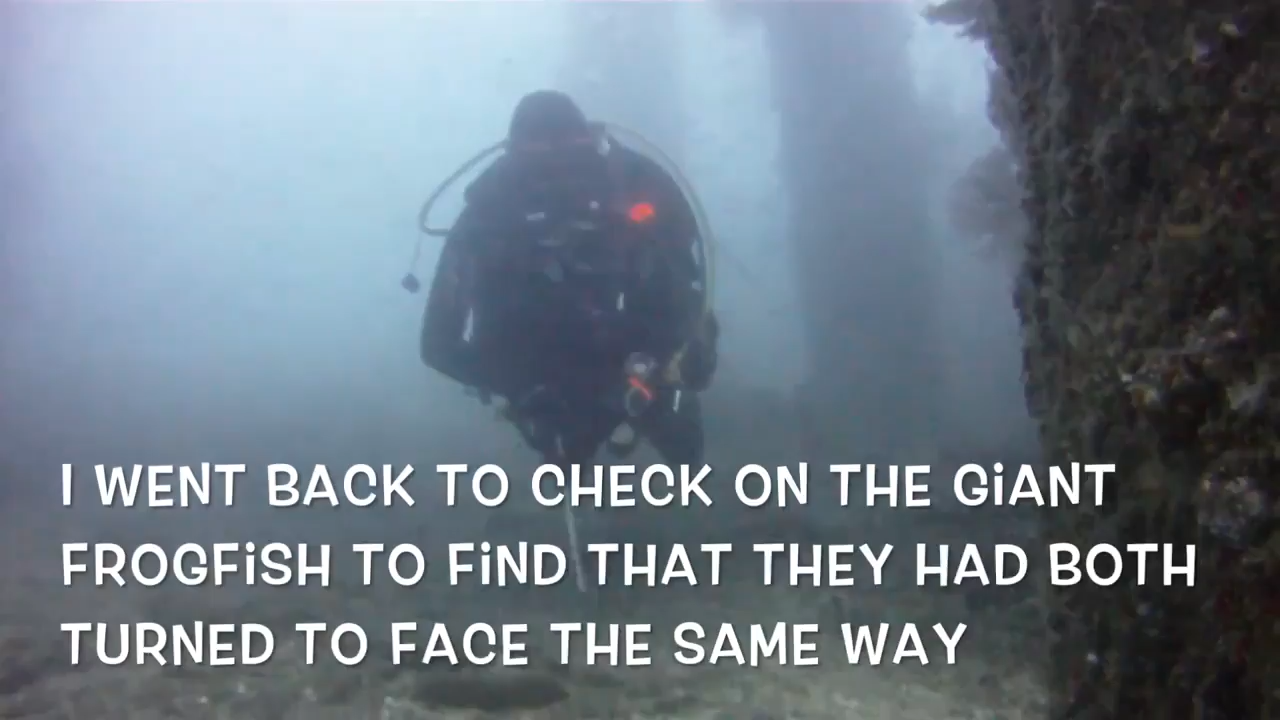 I WENT BACK TO CHECK ON THE GiANT
FROGFiSH TO FiND THAT THEY HAD BOTH
TURNED TO FACE THE SAME WAY